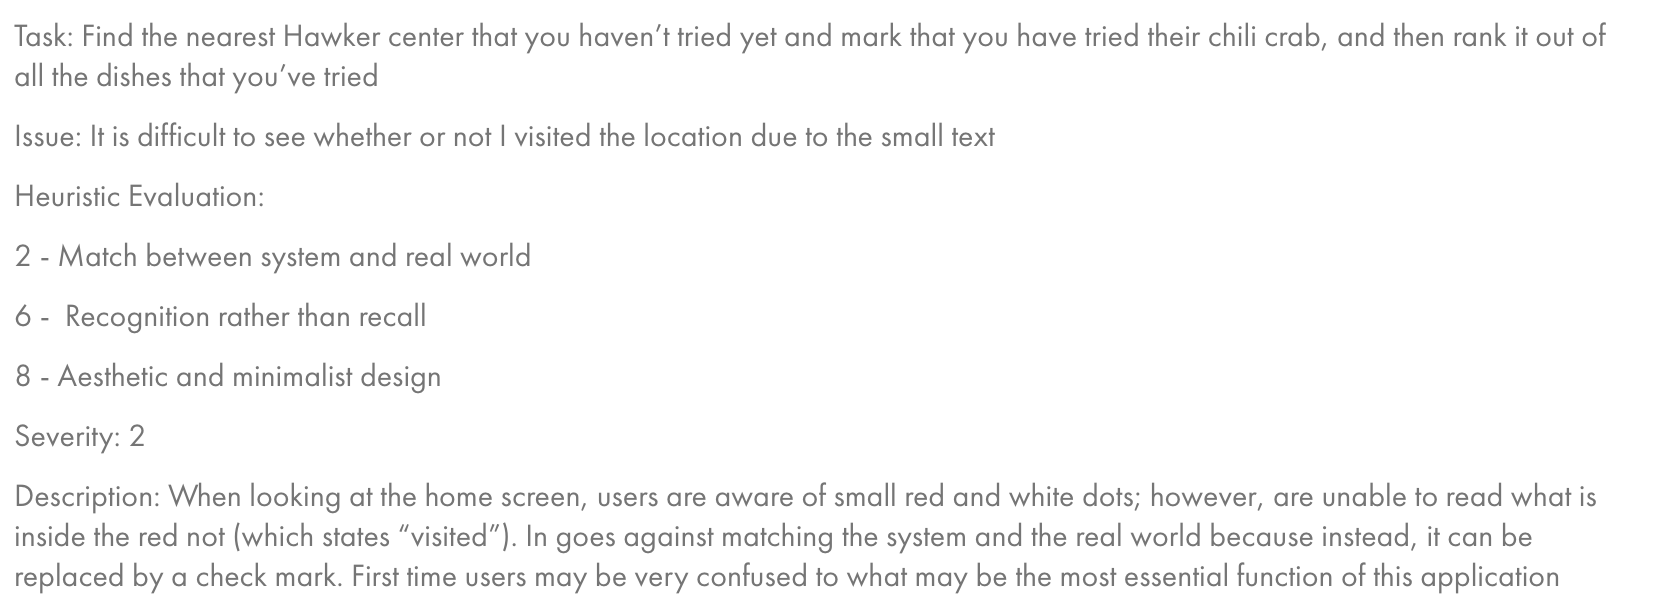 Task: Find the nearest Hawker center that you haven’t tried yet and mark that you have tried their chili crab, and then rank it out of
all the dishes that you’ve tried
Issue: It is difficult to see whether or not I visited the location due to the small text
Heuristic Evaluation:
2 - Match between system and real world
6 -  Recognition rather than recall
8 - Aesthetic and minimalist design
Severity: 2
Description: When looking at the home screen, users are aware of small red and white dots; however, are unable to read what is
inside the red not (which states “visited”). In goes against matching the system and the real world because instead, it can be
replaced by a check mark. First time users may be very confused to what may be the most essential function of this application